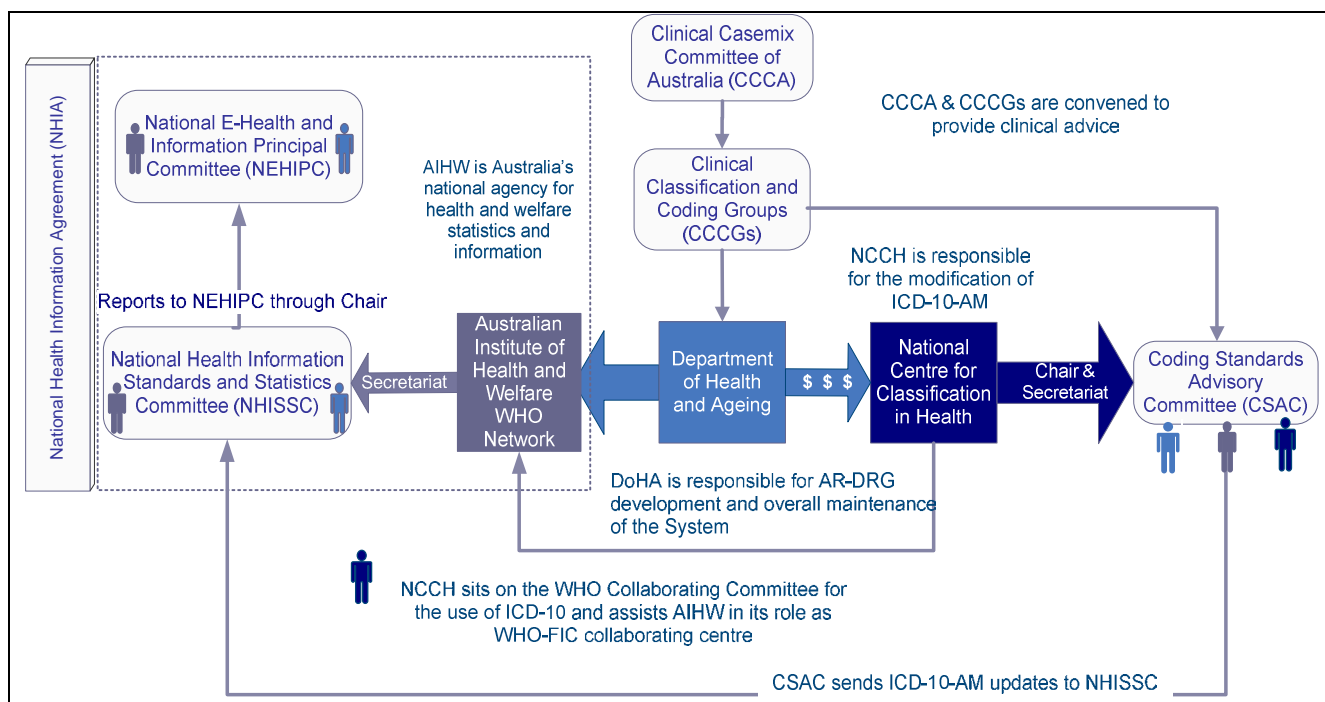 National Health Information Agreement (NHIA)
National E-Health and
Information Principal
Committee (NEHIPC)
Reports to NEHIPC through Chair
National Health Information
Standards and Statistics
Committee (NHISSC)
AIHW is Australia's
national agency for
health and welfare
statistics and
information
Secretariat
Australian
Institute of
Health and
Welfare
WHO
Network
Clinical Casemix
Committee of
Australia (CCCA)
CCCA & CCCGs are convened to
provide clinical advice
Clinical
Classification and
Coding Groups
(CCCGs)
NCCH is responsible
for the modification of
ICD-10-AM
Department
of Health
and Ageing
$ $ $
National
Centre for
Classification
in Health
Chair &
Secretariat
Coding Standards
Advisory
Committee (CSAC)
DoHA is responsible for AR-DRG
development and overall maintenance
of the System
NCCH sits on the WHO Collaborating Committee for
the use of ICD-10 and assists AIHW in its role as
WHO-FIC collaborating centre
CSAC sends ICD-10-AM updates to NHISSC